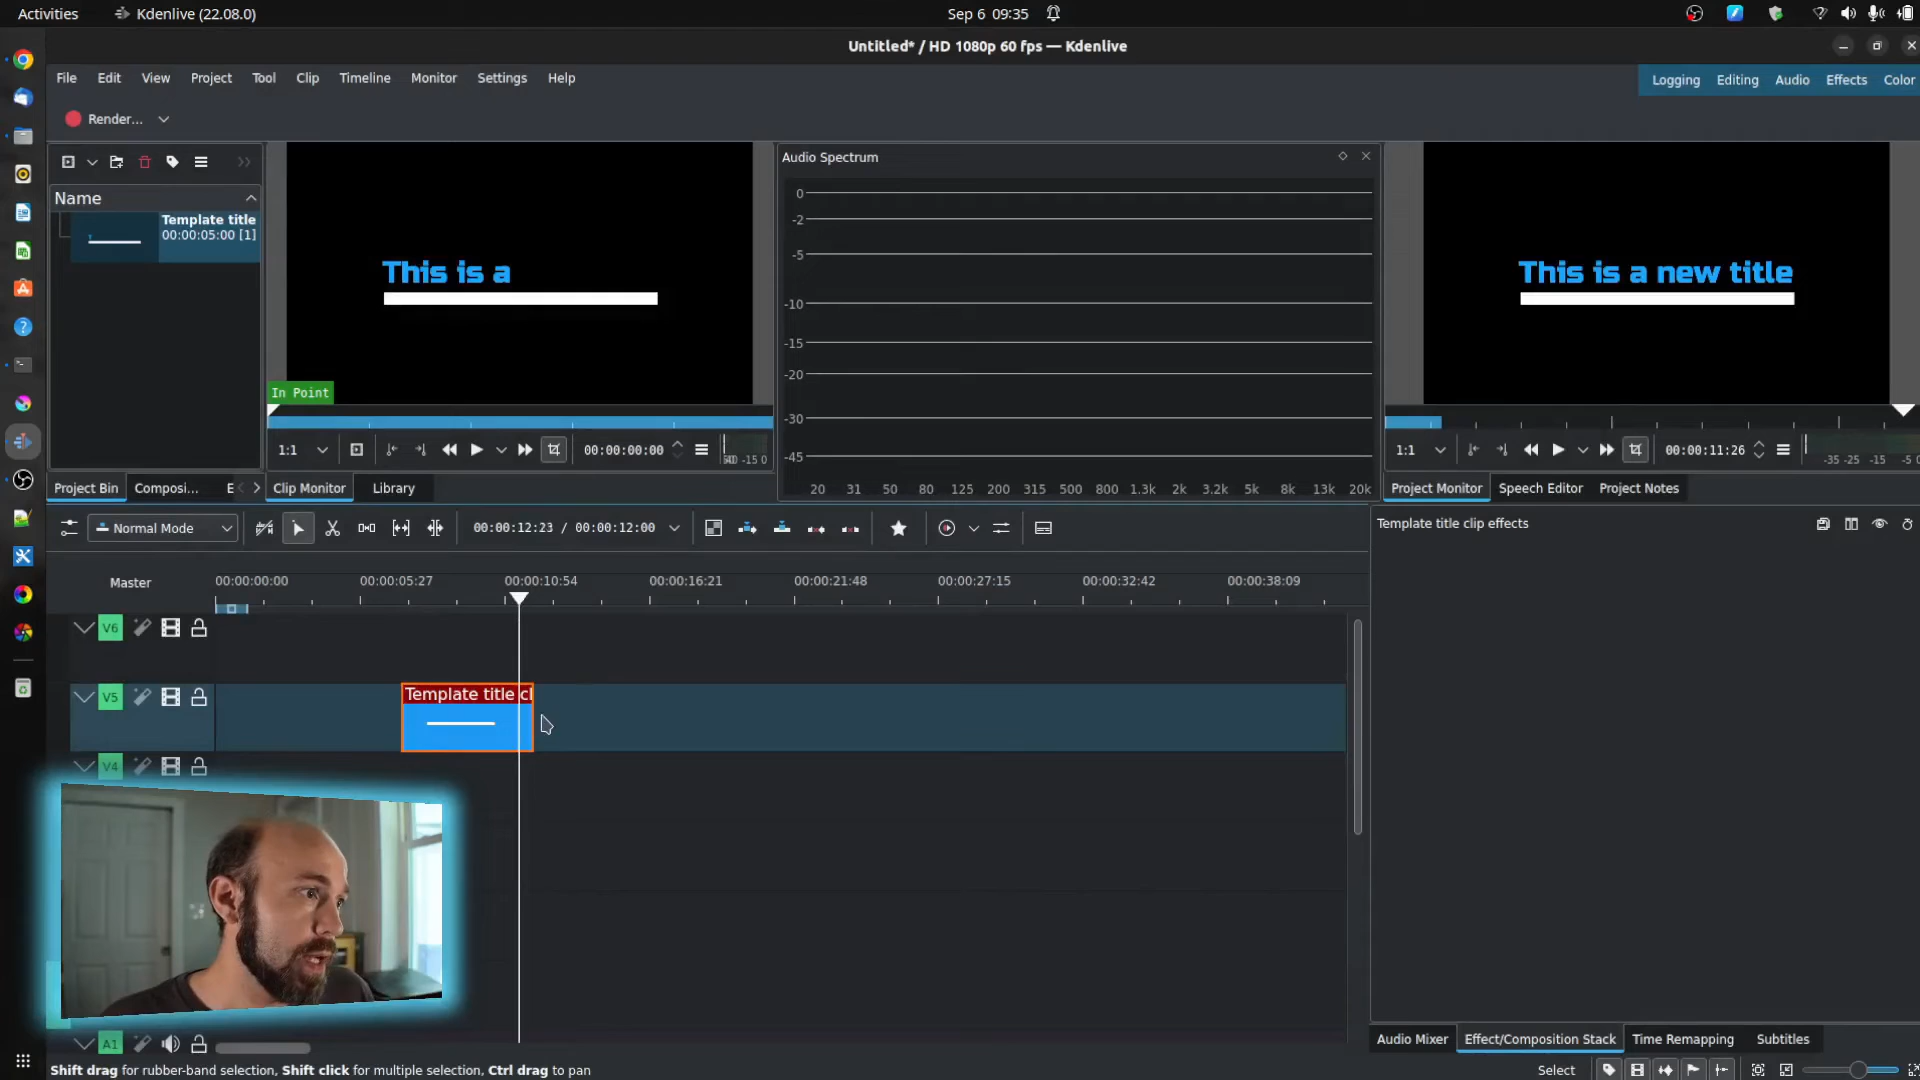 Activities
Kdenlive (22.08.0)
Sep 6 09:35
Untitled* / HD 1080p 60 fps — Kdenlive
File Edit View Project Tool Clip Timeline Monitor Settings Help
Logging Editing Audio Effects Color
Render...
Name
Template title
00:00:05:00 [1]
This is a
In Point
1:1
00:00:00:00
-15 0
Project Bin
Composi...
E
Clip Monitor
Library
Audio Spectrum
0
-2
-5
-10
-15
-20
-30
-45
20 31 50 80 125 200 315 500 800 1.3k 2k 3.2k 5k 8k 13k 20k
This is a new title
1:1
00:00:11:26
-35 -25 -15 -5 0
Project Monitor
Speech Editor
Project Notes
Normal Mode
00:00:12:23 / 00:00:12:00
Master
00:00:00:00 00:00:05:27 00:00:10:54 00:00:16:21 00:00:21:48 00:00:27:15 00:00:32:42 00:00:38:09
V6
V5
Template title cl
V4
A1
Template title clip effects
Audio Mixer
Effect/Composition Stack
Time Remapping
Subtitles
Shift drag for rubber-band selection, Shift click for multiple selection, Ctrl drag to pan
Select